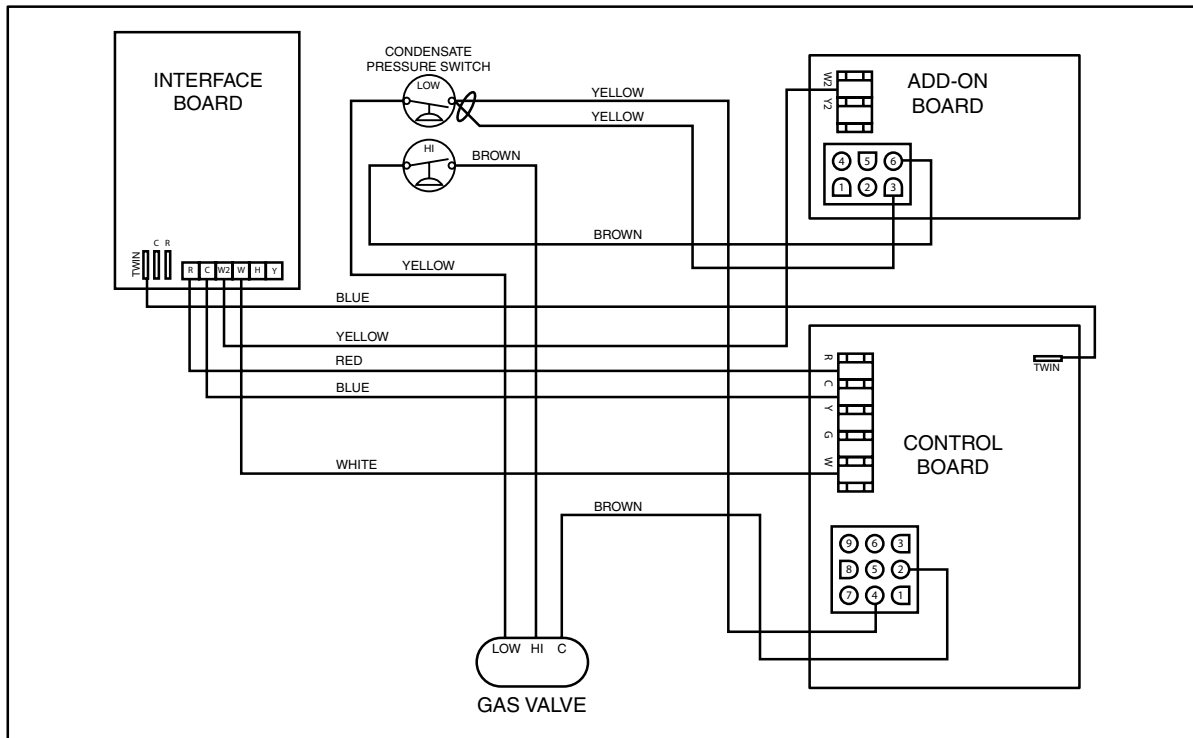 CONDENSATE
PRESSURE SWITCH
INTERFACE
BOARD
LOW
HI
BROWN
YELLOW
YELLOW
W2
Y2
ADD-ON
BOARD
4 5 6
1 2 3
BROWN
YELLOW
TWIN
C R
R C W2 W H Y
BLUE
YELLOW
RED
BLUE
WHITE
BROWN
R
C
Y
G
W
TWIN
CONTROL
BOARD
9 6 3
8 5 2
7 4 1
LOW HI C
GAS VALVE